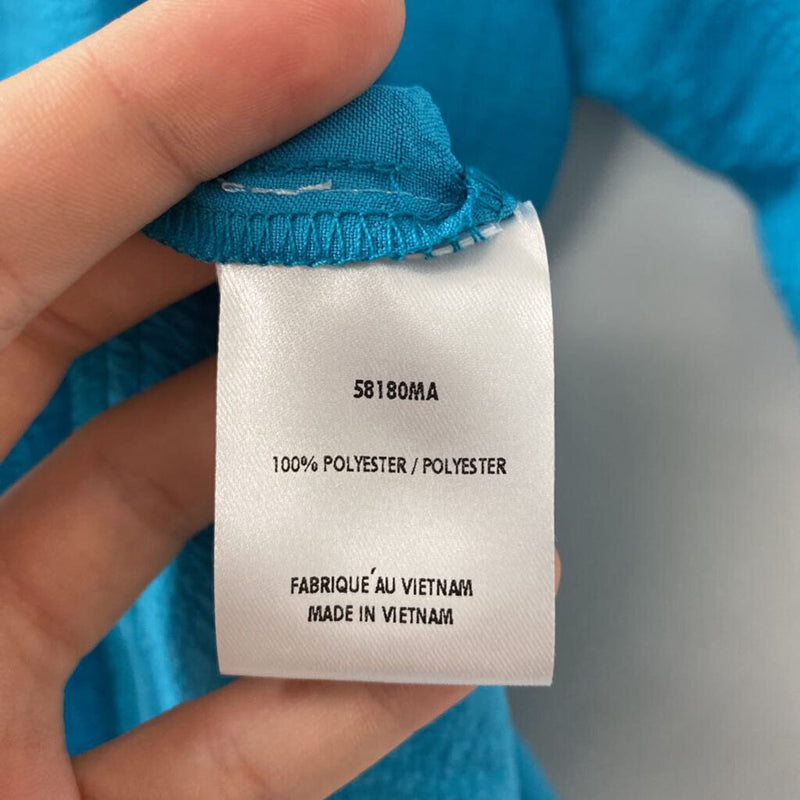 58180MA
100% POLYESTER / POLYESTER
FABRIQUÉ AU VIETNAM
MADE IN VIETNAM